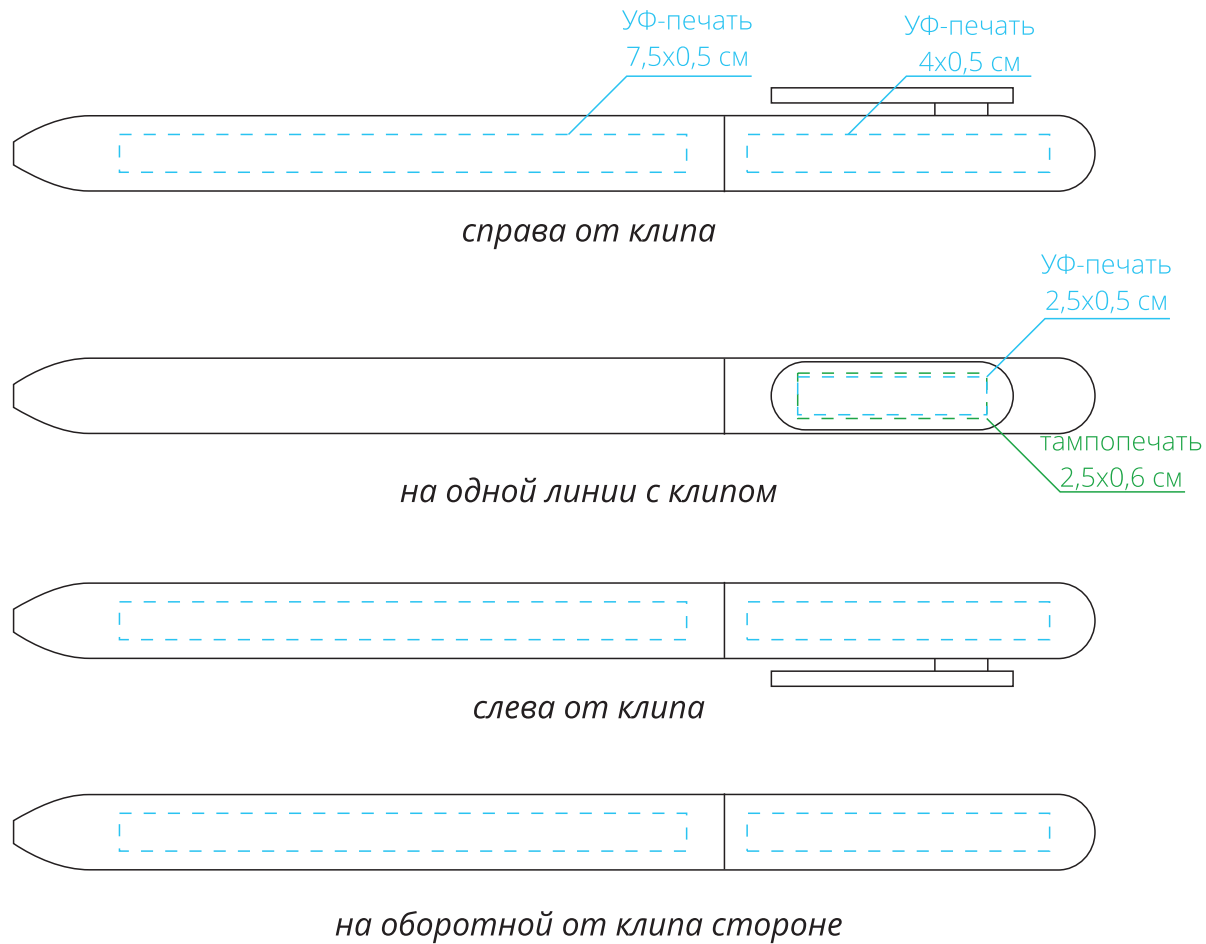 УФ-печать
7,5х0,5 см
УФ-печать
4х0,5 см
справа от клипа
УФ-печать
2,5х0,5 см
тампопечать
2,5х0,6 см
на одной линии с клипом
слева от клипа
на оборотной от клипа стороне